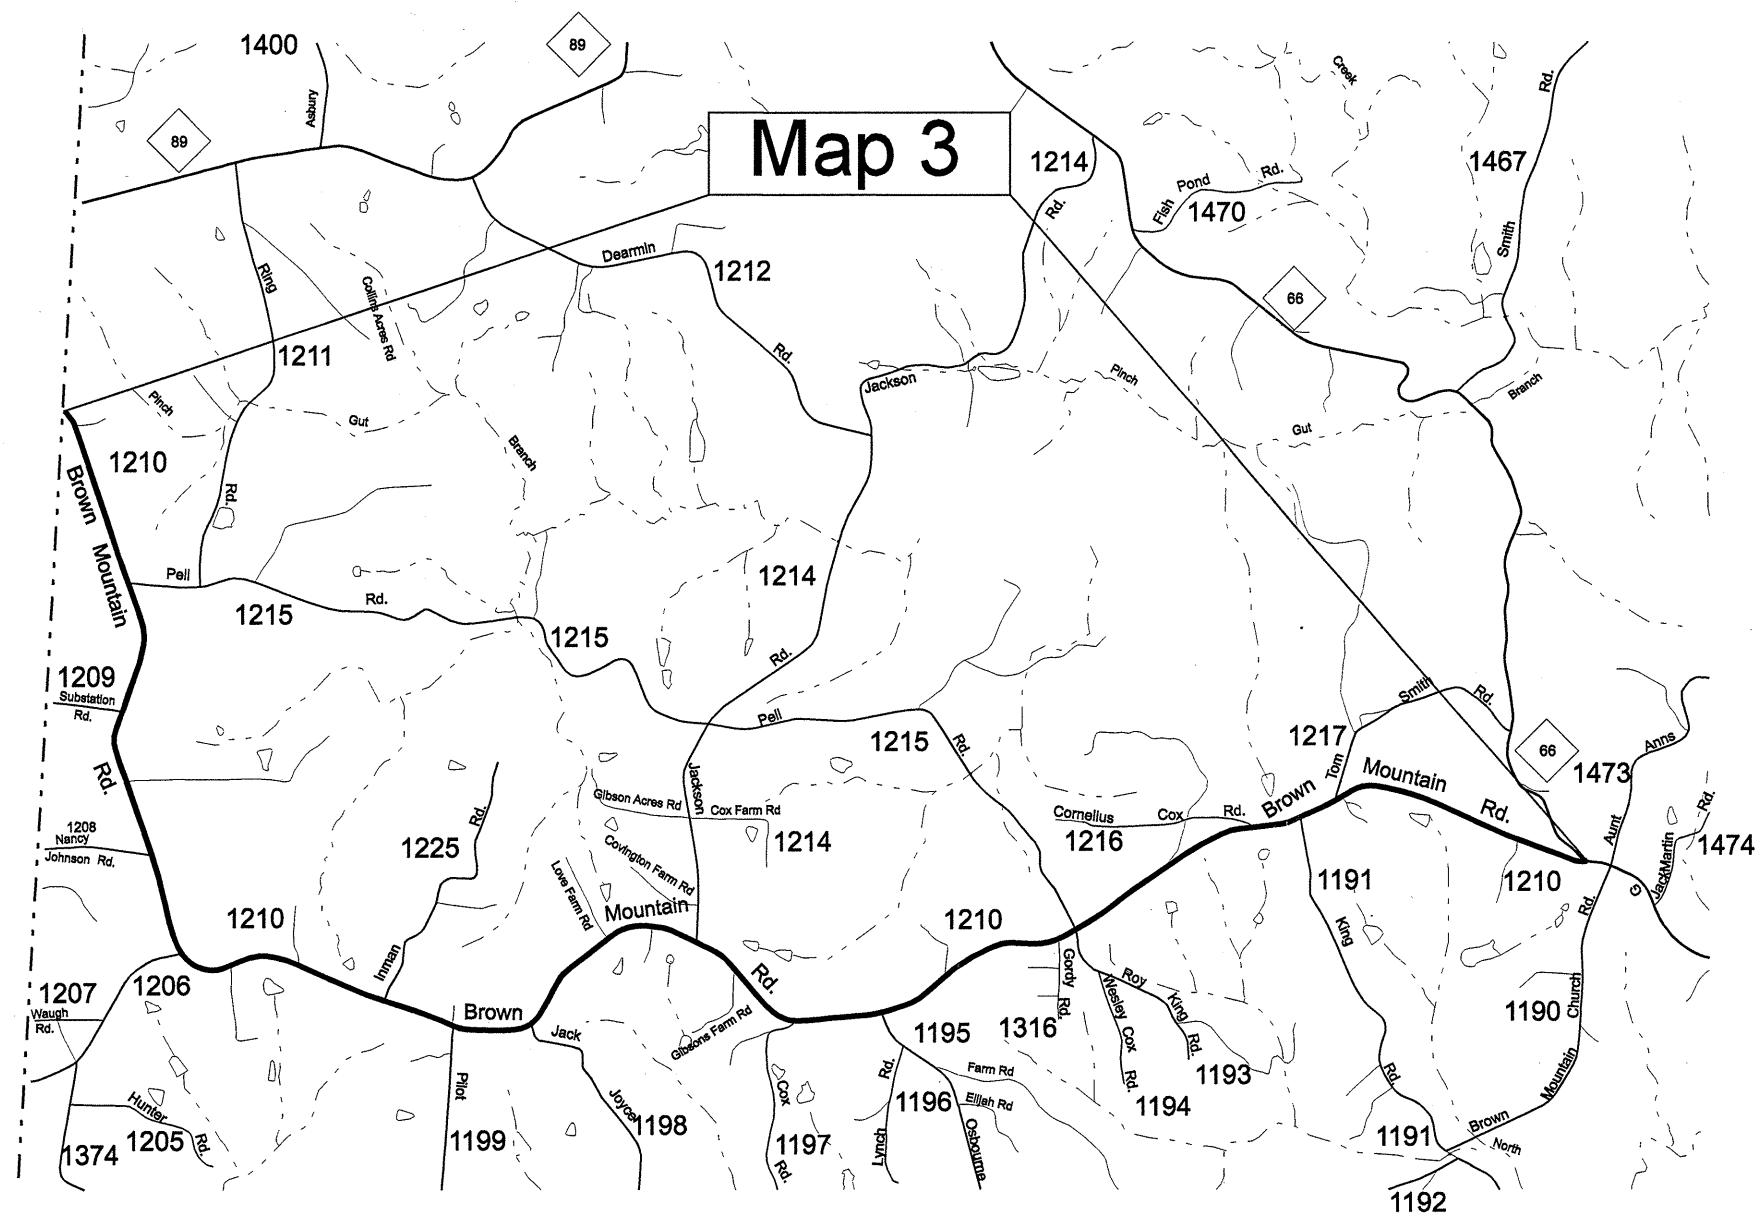 1400
89
89
Asbury
Map 3
1214
Rd.
Creek
Rd.
1467
Smith
Fish
Pond
Rd.
1470
66
Ring
1211
Collins Acres Rd
Dearmin
1212
Rd.
Jackson
Pinch
Gut
Branch
Pinch
Gut
Branch
1210
Brown
Mountain
Rd.
Rd.
Pell
1215
Rd.
1215
1214
Rd.
1209
Substation
Rd.
Pell
1215
Rd.
Smith
Rd.
1217
Tom
66
1473
Anns
Aunt
Mountain
Brown
Rd.
Jackson
Gibson Acres Rd
Cox Farm Rd
1214
Cornelius
Cox
Rd.
1216
1208
Nancy
Johnson Rd.
1225
Rd.
Inman
Covington Farm Rd
Love Farm Rd
Mountain
Rd.
1210
1210
1191
King
1210
G
JackMartin
Rd.
1474
Rd.
1207
Waugh
Rd.
1206
Brown
Jack
Joycel
1198
Gibsons Farm Rd
1195
1316
Gordy
Rd.
Roy
King
Rd.
1193
Wesley Cox
Rd.
1194
1190
Church
Mountain
Brown
North
Rd.
1191
1192
Hunter
1205
Rd.
1374
Pilot
1199
Cox
1197
Rd.
Rd.
1196
Lynch
Farm Rd
Elijah Rd
Osbourne